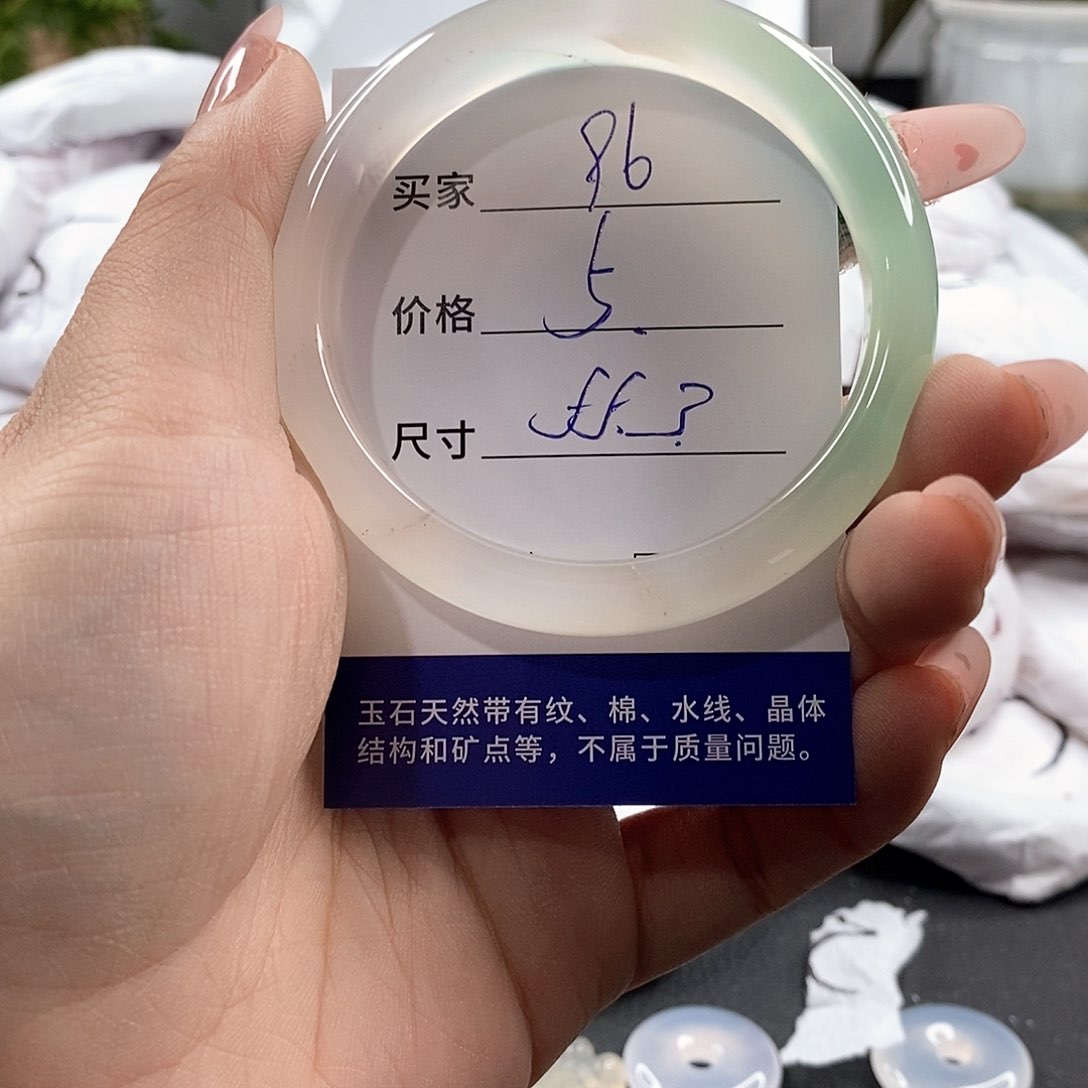 买家 96
价格 5.
尺寸
玉石天然带有纹、棉、水线、晶体
结构和矿点等，不属于质量问题。